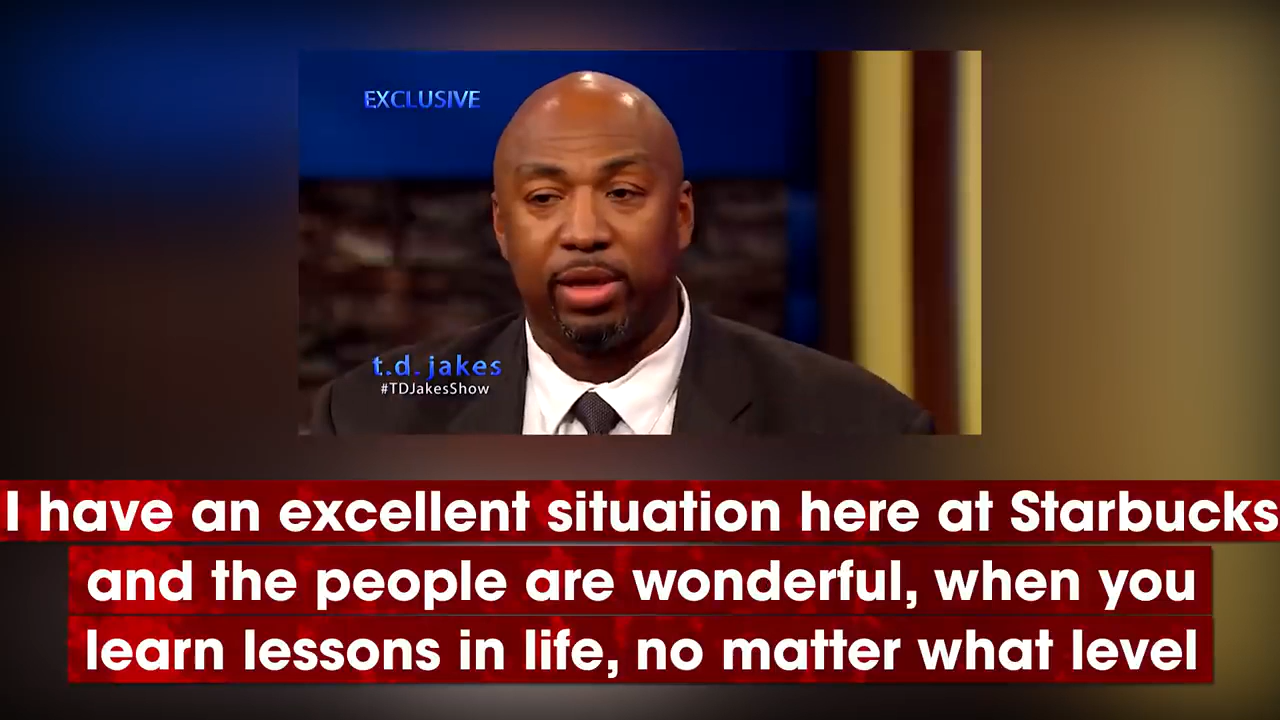 EXCLUSIVE
t.d. jakes
#TDJakesShow
I have an excellent situation here at Starbucks
and the people are wonderful, when you
learn lessons in life, no matter what level